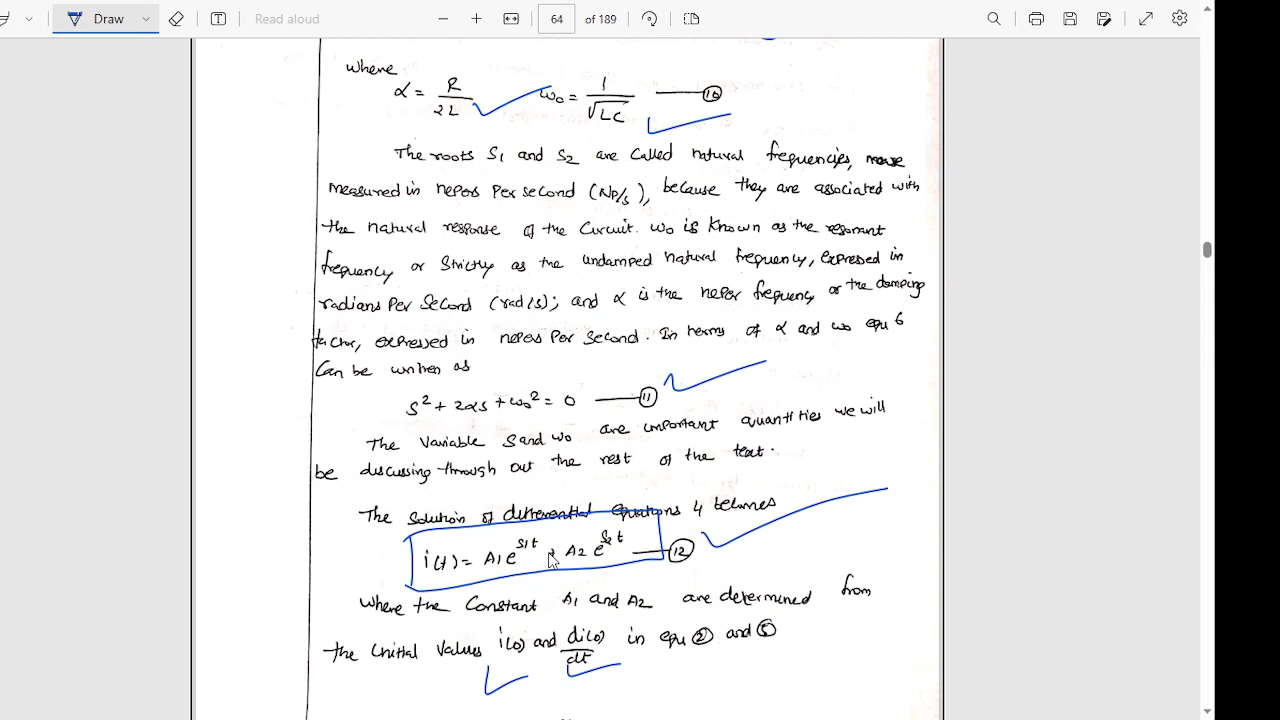 Draw
Read aloud
64 of 189
where
α = R/2L ω₀ = 1/√LC —— ⑩
The roots S₁ and S₂ are called natural frequencies,
measured in nepers Per second (NP/s), because they are associated with
the natural response of the Circuit. ω₀ is known as the resonant
frequency or strictly as the undamped natural frequency, expressed in
radians Per Second (rad/s); and α is the neper frequency or the damping
factor, expressed in nepers Per Second. In terms of α and ω₀ equ 6
Can be written as
S² + 2αs + ω₀² = 0 —— ⑪
The Variable s and ω₀ are important quantities we will
be discussing through out the rest of the text.
The Solution of differential equations 4 becomes
i(t) = A₁e^{s₁t} + A₂e^{s₂t} —— ⑫
Where the Constant A₁ and A₂ are determined from
the initial values i(0) and di(0)/dt in equ ② and ⑤